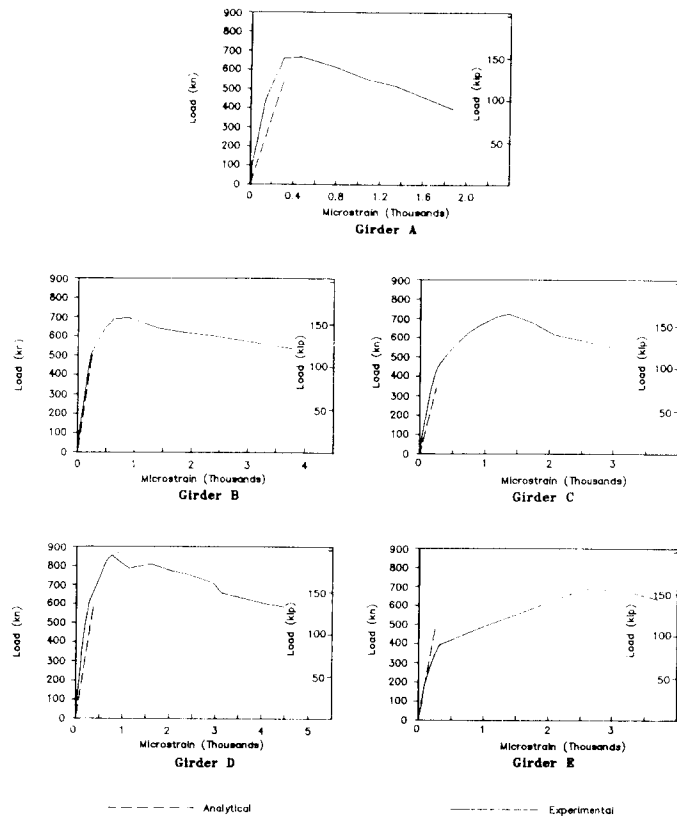 900
800
700
600
500
400
300
200
100
0
Load (kn)
150
100
50
Load (kip)
0 0.4 0.8 1.2 1.6 2.0
Microstrain (Thousands)
Girder A
900
800
700
600
500
400
300
200
100
0
Load (kn)
150
100
50
Load (kip)
0 1 2 3 4
Microstrain (Thousands)
Girder B
900
800
700
600
500
400
300
200
100
0
Load (kn)
150
100
50
Load (kip)
0 1 2 3
Microstrain (Thousands)
Girder C
900
800
700
600
500
400
300
200
100
0
Load (kn)
150
100
50
Load (kip)
0 1 2 3 4 5
Microstrain (Thousands)
Girder D
900
800
700
600
500
400
300
200
100
0
Load (kn)
150
100
50
Load (kip)
0 1 2 3
Microstrain (Thousands)
Girder E
Analytical
Experimental